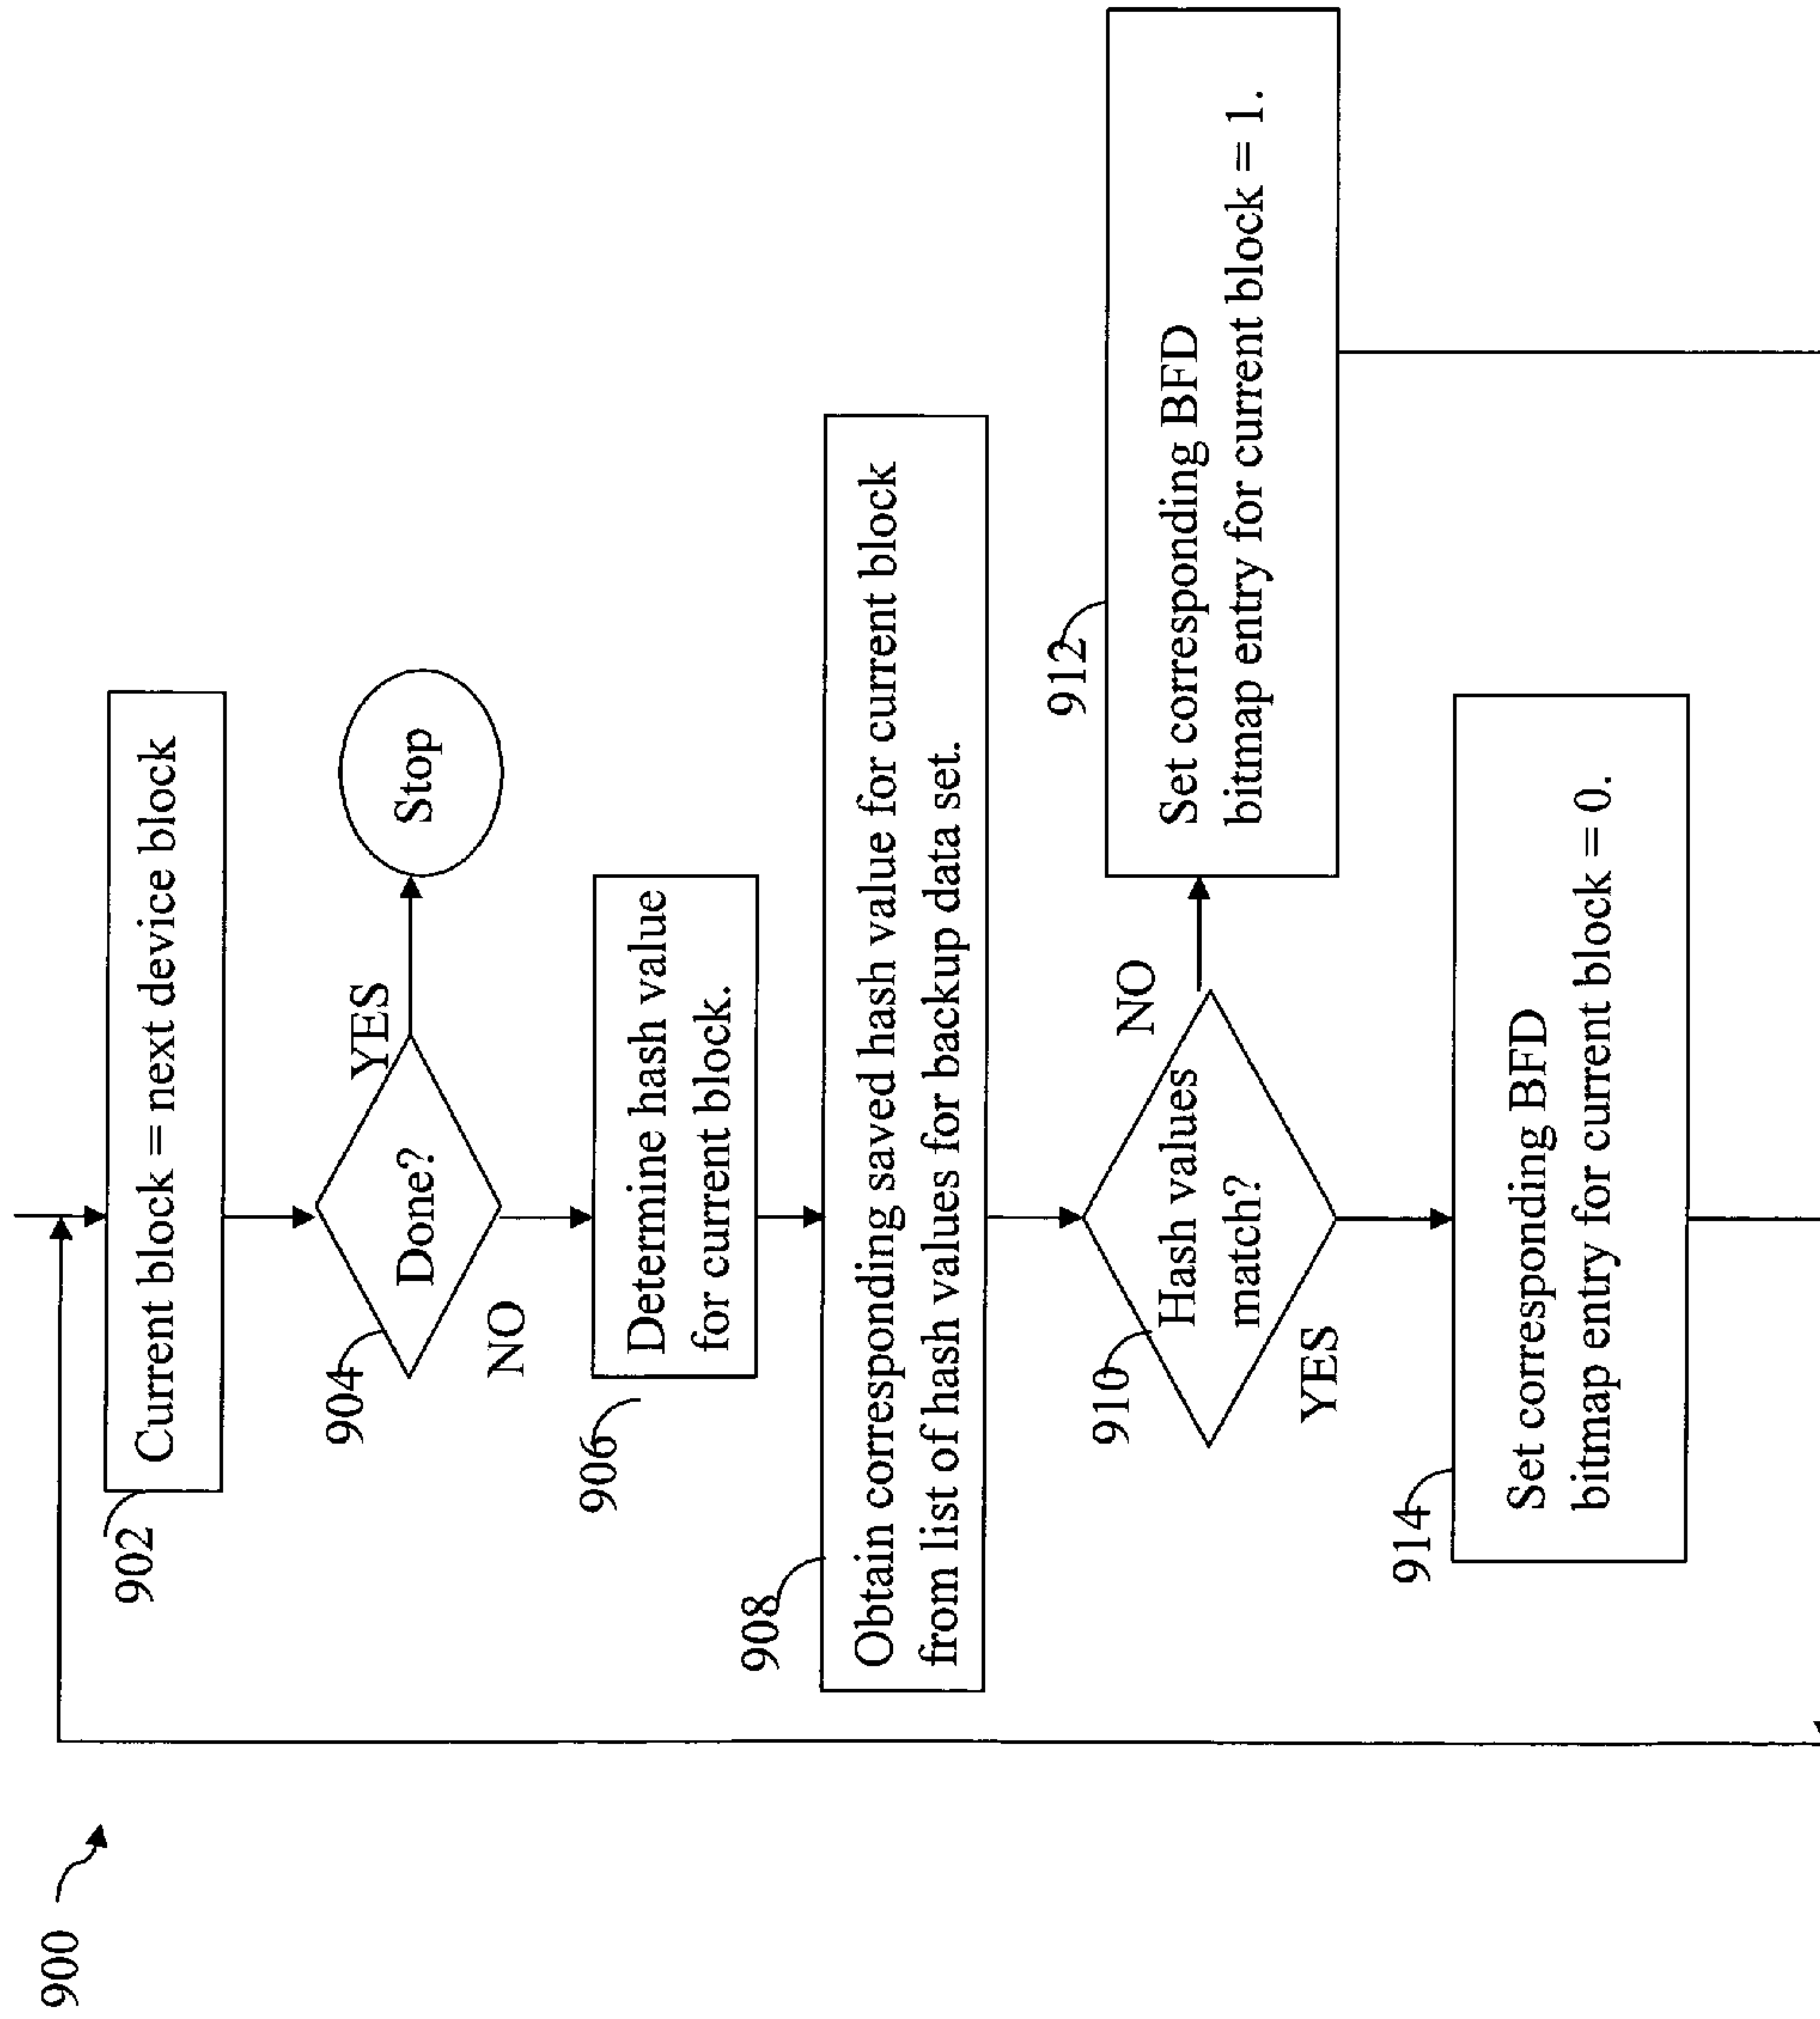 900
902
Current block = next device block
904
Done?
YES
Stop
NO
906
Determine hash value
for current block.
908
Obtain corresponding saved hash value for current block
from list of hash values for backup data set.
910
Hash values
match?
NO
912
Set corresponding BFD
bitmap entry for current block = 1.
YES
914
Set corresponding BFD
bitmap entry for current block = 0.